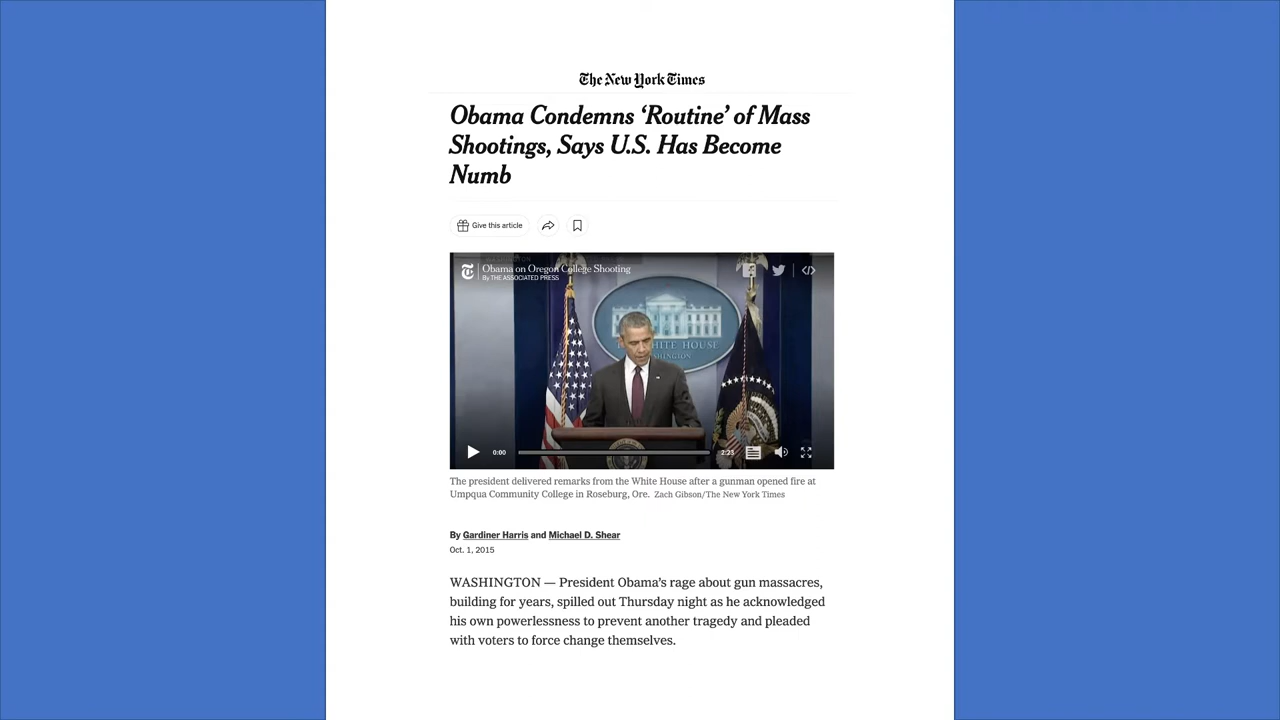 The New York Times
Obama Condemns ‘Routine’ of Mass
Shootings, Says U.S. Has Become
Numb
Give this article
Obama on Oregon College Shooting
By THE ASSOCIATED PRESS
WHITE HOUSE
WASHINGTON
0:00
2:23
The president delivered remarks from the White House after a gunman opened fire at
Umpqua Community College in Roseburg, Ore. Zach Gibson/The New York Times
By Gardiner Harris and Michael D. Shear
Oct. 1, 2015
WASHINGTON — President Obama’s rage about gun massacres,
building for years, spilled out Thursday night as he acknowledged
his own powerlessness to prevent another tragedy and pleaded
with voters to force change themselves.